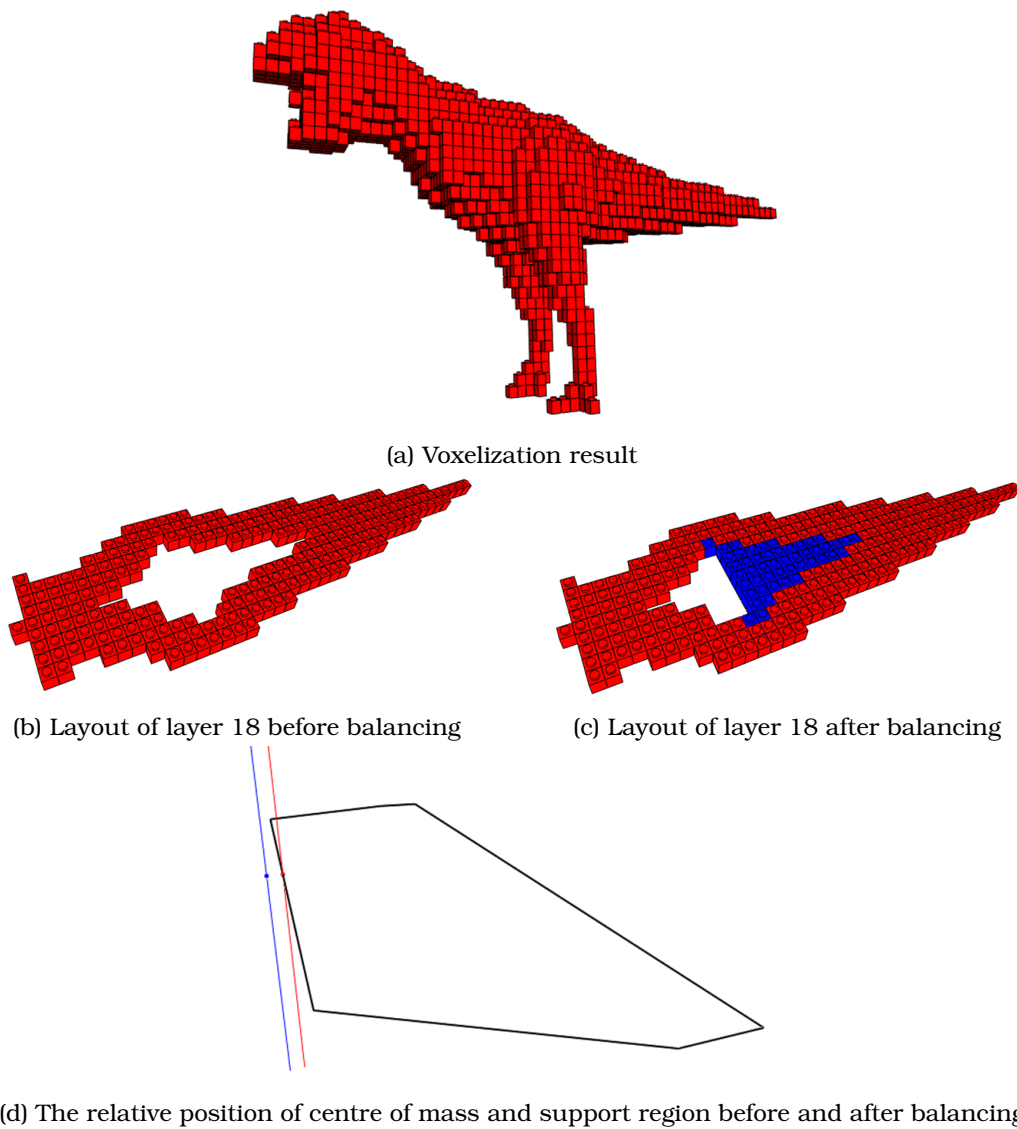 (a) Voxelization result
(b) Layout of layer 18 before balancing
(c) Layout of layer 18 after balancing
(d) The relative position of centre of mass and support region before and after balancing